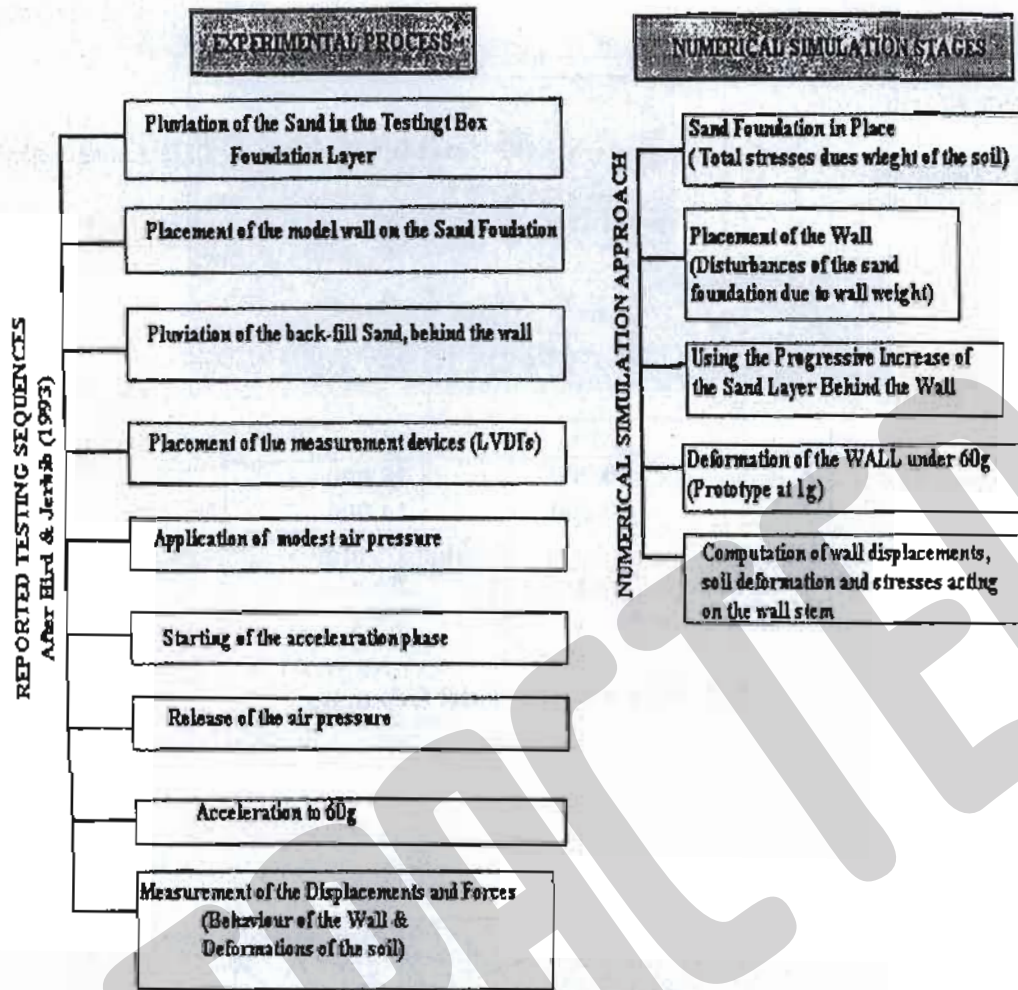 EXPERIMENTAL PROCESS
REPORTED TESTING SEQUENCES
After Hird & Jerbib (1993)
Pluviation of the Sand in the Testingt Box
Foundation Layer
Placement of the model wall on the Sand Foudation
Pluviation of the back-fill Sand, behind the wall
Placement of the measurement devices (LVDTs)
Application of modest air pressure
Starting of the accelearation phase
Release of the air pressure
Acceleration to 60g
Measurement of the Displacements and Forces
(Behaviour of the Wall &
Deformations of the soil)
NUMERICAL SIMULATION STAGES
NUMERICAL SIMULATION APPROACH
Sand Foundation in Place
( Total stresses dues wieght of the soil)
Placement of the Wall
(Disturbances of the sand
foundation due to wall weight)
Using the Progressive Increase of
the Sand Layer Behind the Wall
Deformation of the WALL under 60g
(Prototype at 1g)
Computation of wall displacements,
soil deformation and stresses acting
on the wall stem